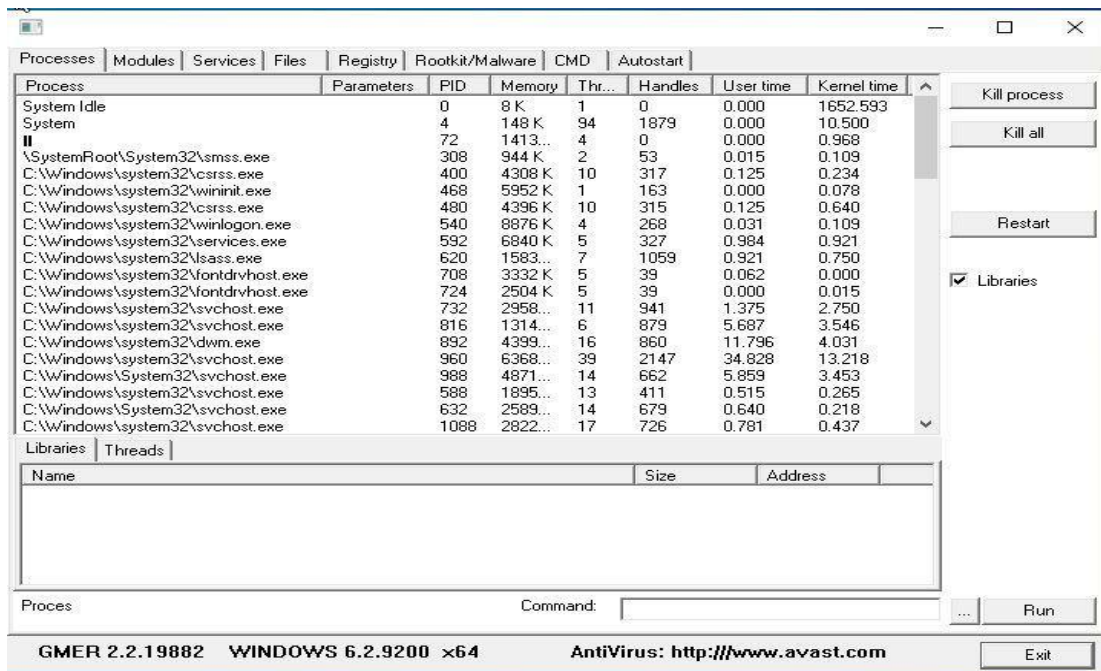 Processes Modules Services Files Registry Rootkit/Malware CMD Autostart
Process Parameters PID Memory Thr... Handles User time Kernel time
System Idle 0 8 K 1 0 0.000 1652.593
System 4 148 K 94 1879 0.000 10.500
72 1413... 4 0 0.000 0.968
\SystemRoot\System32\smss.exe 308 944 K 2 53 0.015 0.109
C:\Windows\system32\csrss.exe 400 4308 K 10 317 0.125 0.234
C:\Windows\system32\wininit.exe 468 5952 K 1 163 0.000 0.078
C:\Windows\system32\csrss.exe 480 4396 K 10 315 0.125 0.640
C:\Windows\system32\winlogon.exe 540 8876 K 4 268 0.031 0.109
C:\Windows\system32\services.exe 592 6840 K 5 327 0.984 0.921
C:\Windows\system32\lsass.exe 620 1583... 7 1059 0.921 0.750
C:\Windows\system32\fontdrvhost.exe 708 3332 K 5 39 0.062 0.000
C:\Windows\system32\fontdrvhost.exe 724 2504 K 5 39 0.000 0.015
C:\Windows\system32\svchost.exe 732 2958... 11 941 1.375 2.750
C:\Windows\system32\svchost.exe 816 1314... 6 879 5.687 3.546
C:\Windows\system32\dwm.exe 892 4399... 16 860 11.796 4.031
C:\Windows\system32\svchost.exe 960 6368... 39 2147 34.828 13.218
C:\Windows\System32\svchost.exe 988 4871... 14 662 5.859 3.453
C:\Windows\system32\svchost.exe 588 1895... 13 411 0.515 0.265
C:\Windows\System32\svchost.exe 632 2589... 14 679 0.640 0.218
C:\Windows\system32\svchost.exe 1088 2822... 17 726 0.781 0.437
Kill process
Kill all
Restart
Libraries
Libraries Threads
Name Size Address
Proces Command: ... Run
GMER 2.2.19882 WINDOWS 6.2.9200 x64 AntiVirus: http:///www.avast.com Exit